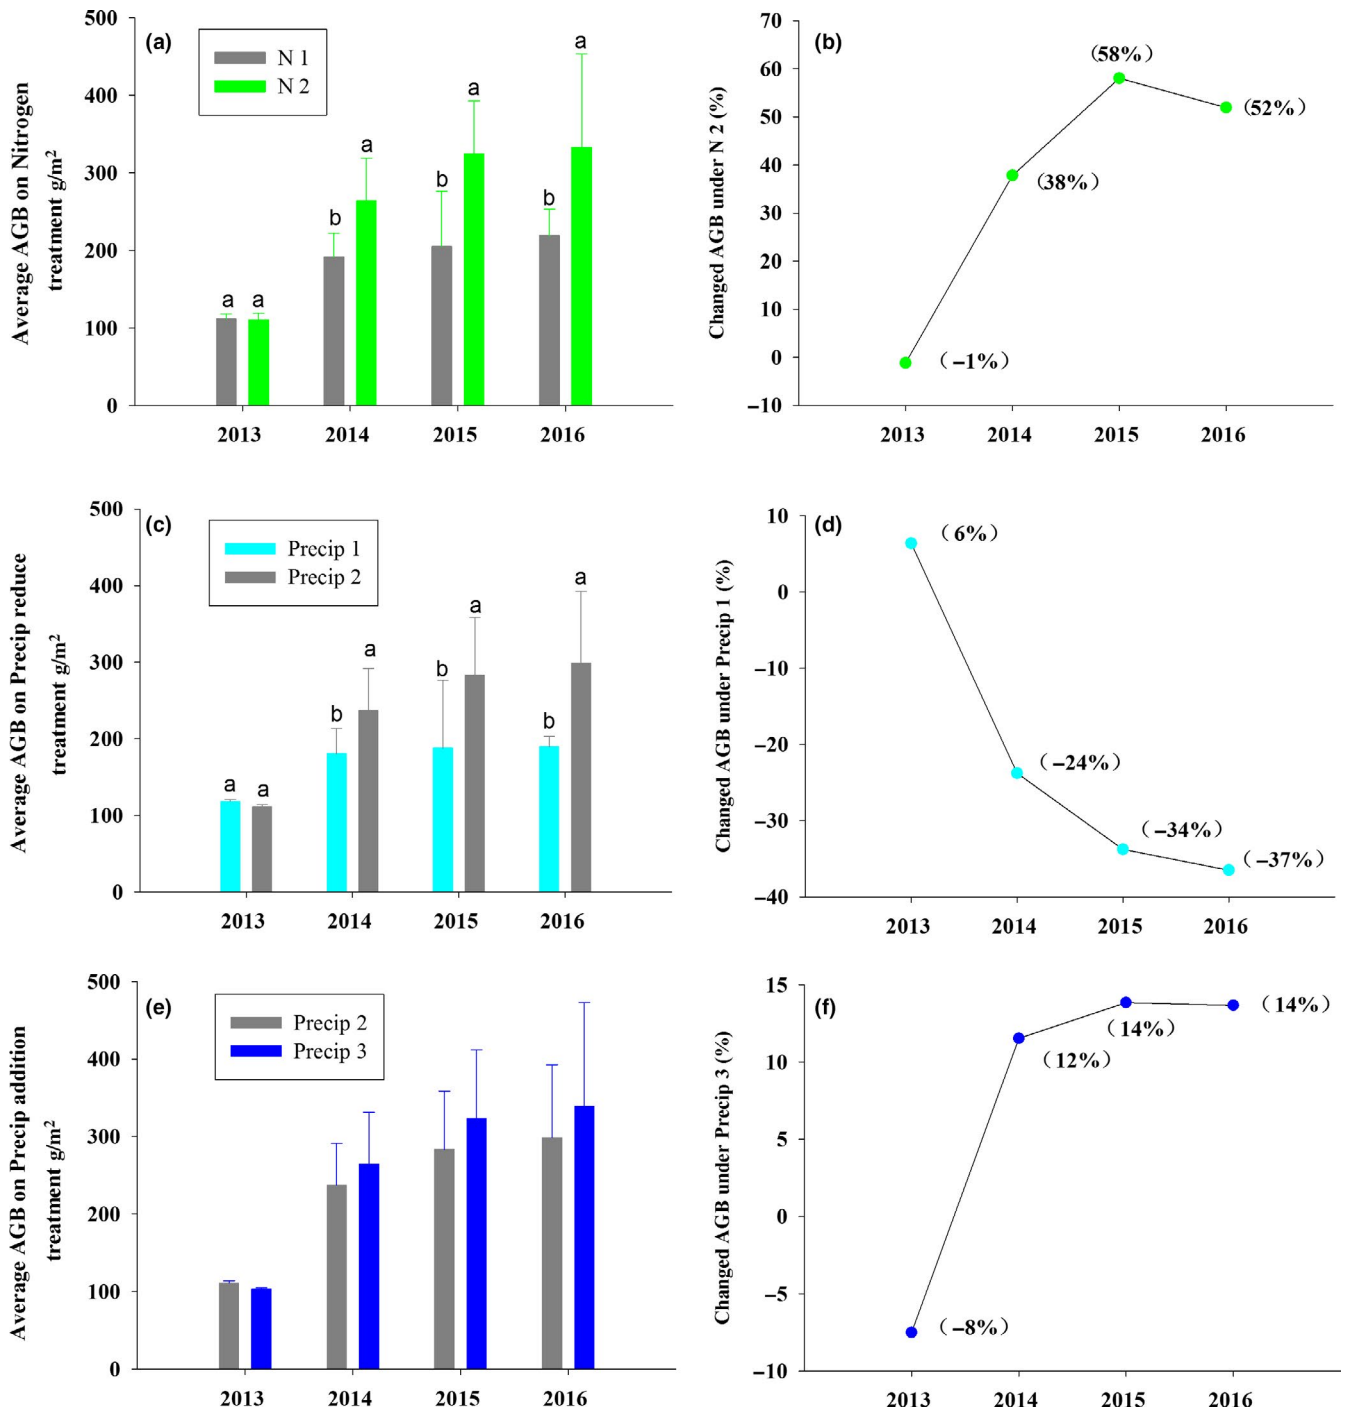 (a)
N 1
N 2
Average AGB on Nitrogen
treatment g/m²
500
400
300
200
100
0
a a
b a
b a
b a
2013 2014 2015 2016
(b)
Changed AGB under N 2 (%)
70
60
50
40
30
20
10
0
−10
(−1%)
(38%)
(58%)
(52%)
2013 2014 2015 2016
(c)
Precip 1
Precip 2
Average AGB on Precip reduce
treatment g/m²
500
400
300
200
100
0
a a
b a
b a
b a
2013 2014 2015 2016
(d)
Changed AGB under Precip 1 (%)
10
0
−10
−20
−30
−40
(6%)
(−24%)
(−34%)
(−37%)
2013 2014 2015 2016
(e)
Precip 2
Precip 3
Average AGB on Precip addition
treatment g/m²
500
400
300
200
100
0
2013 2014 2015 2016
(f)
Changed AGB under Precip 3 (%)
15
10
5
0
−5
−10
(−8%)
(12%)
(14%)
(14%)
2013 2014 2015 2016